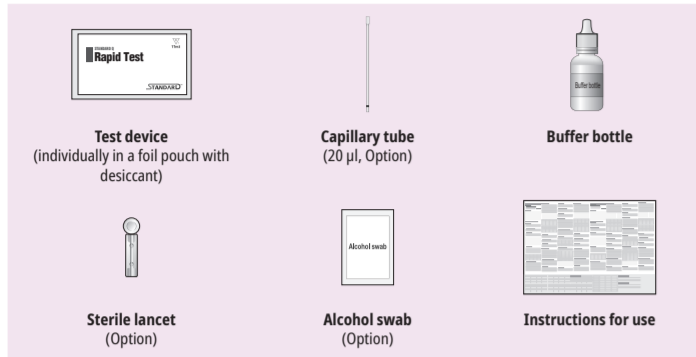 STANDARD Q
Rapid Test
1Test
STANDARD
Test device
(individually in a foil pouch with
desiccant)
Capillary tube
(20 µl, Option)
Buffer bottle
Buffer bottle
Sterile lancet
(Option)
Alcohol swab
Alcohol swab
(Option)
Instructions for use